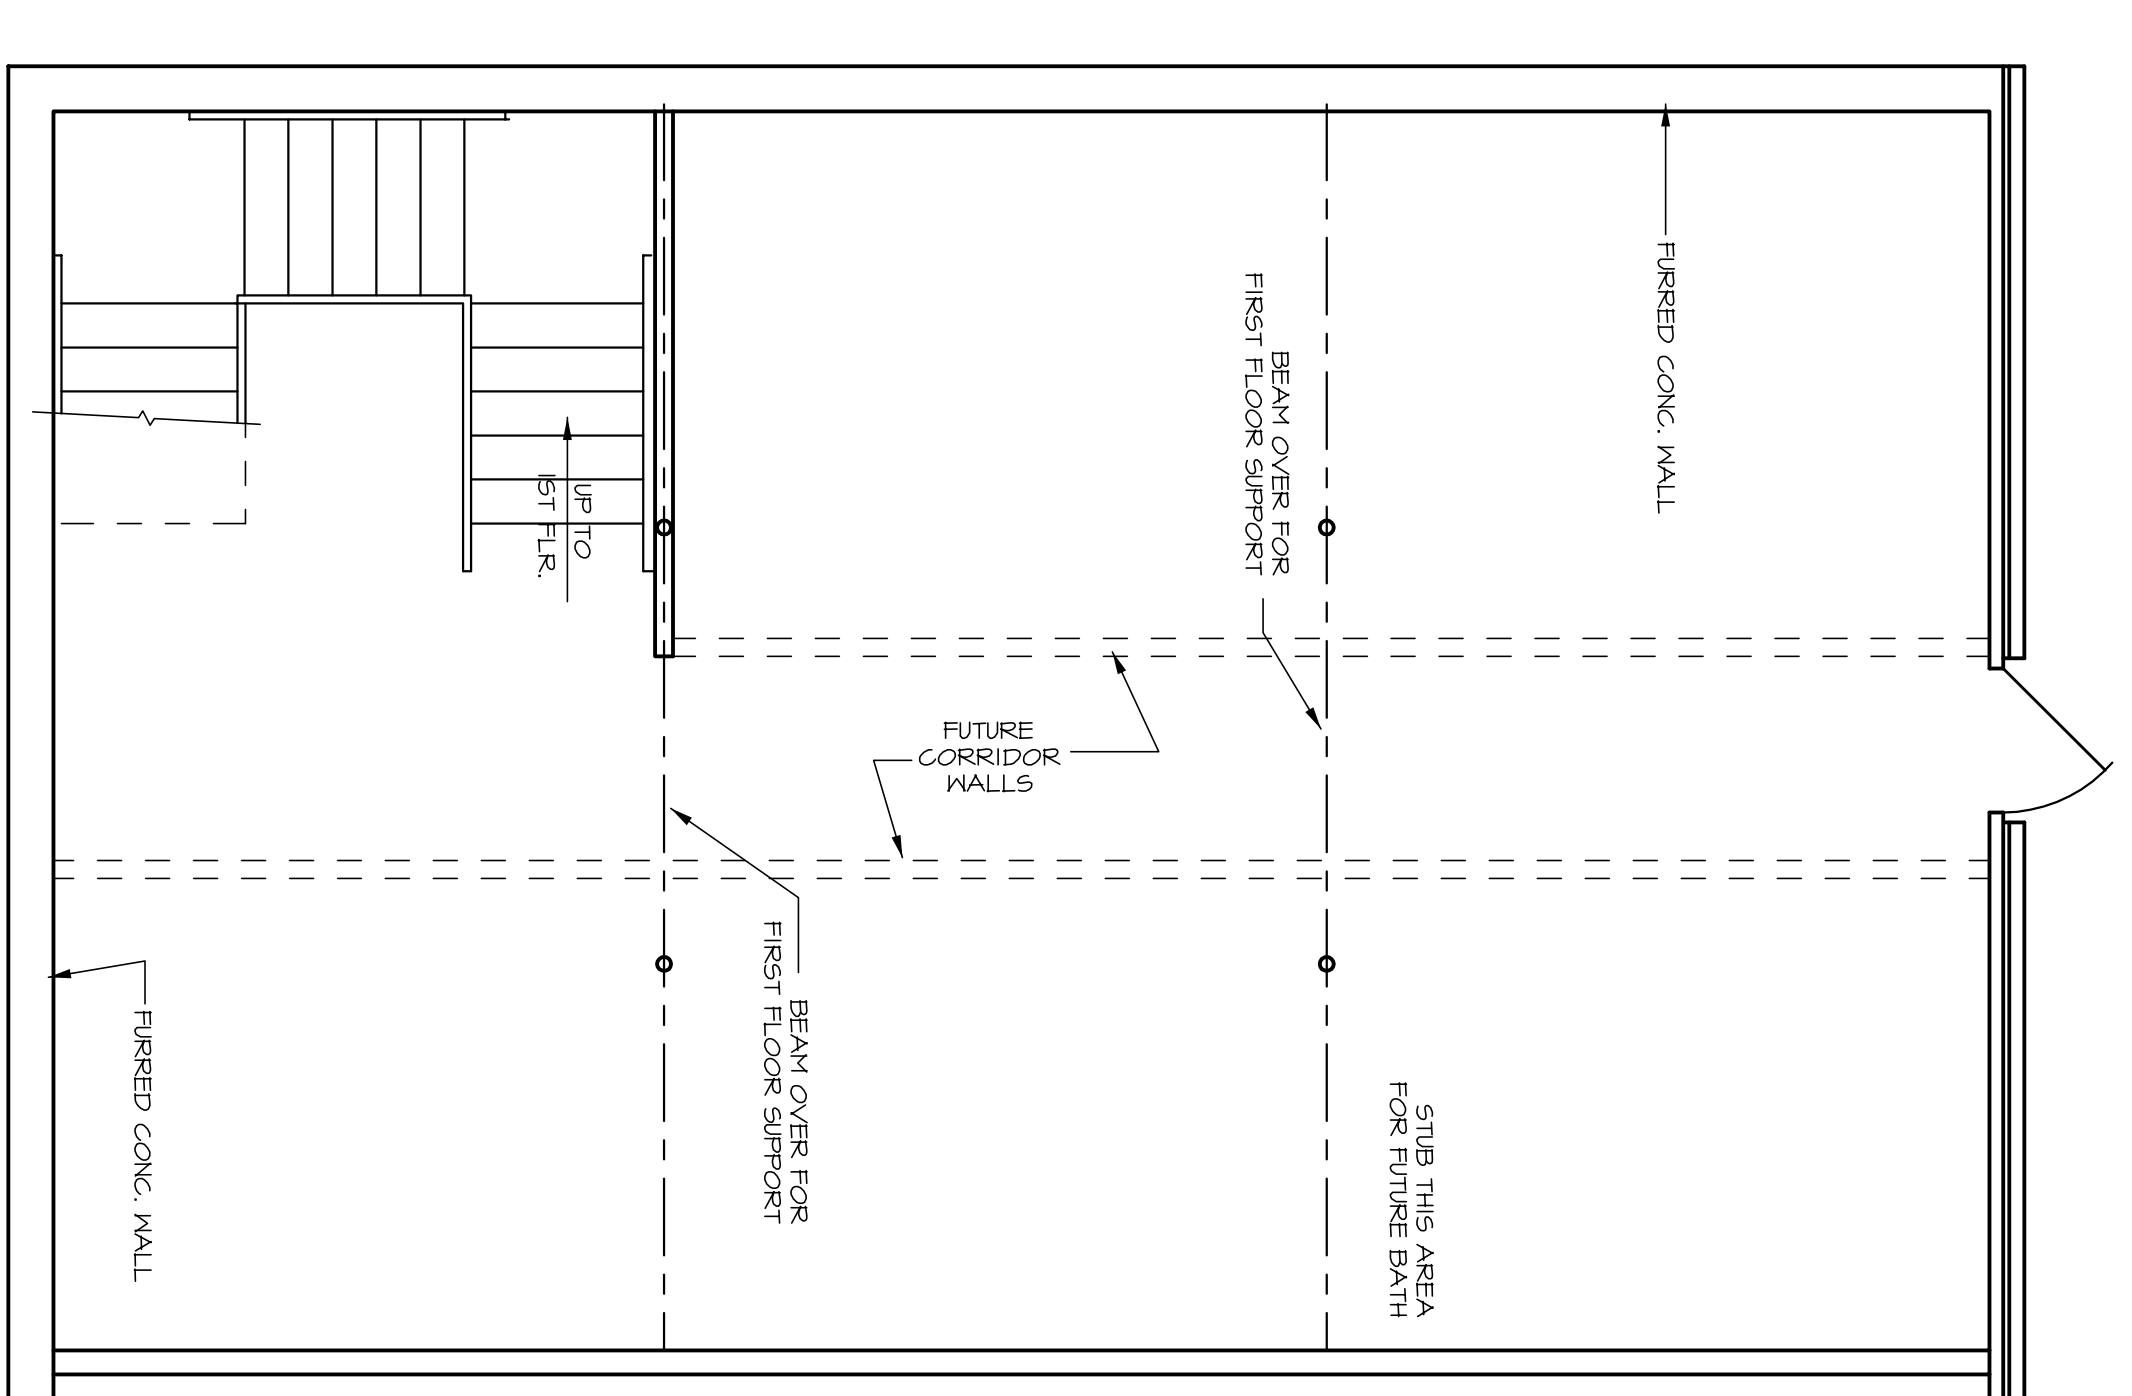 FURRED CONC. WALL
BEAM OVER FOR
FIRST FLOOR SUPPORT
UP TO
1ST FLR.
FUTURE
CORRIDOR
WALLS
BEAM OVER FOR
FIRST FLOOR SUPPORT
FURRED CONC. WALL
STUB THIS AREA
FOR FUTURE BATH